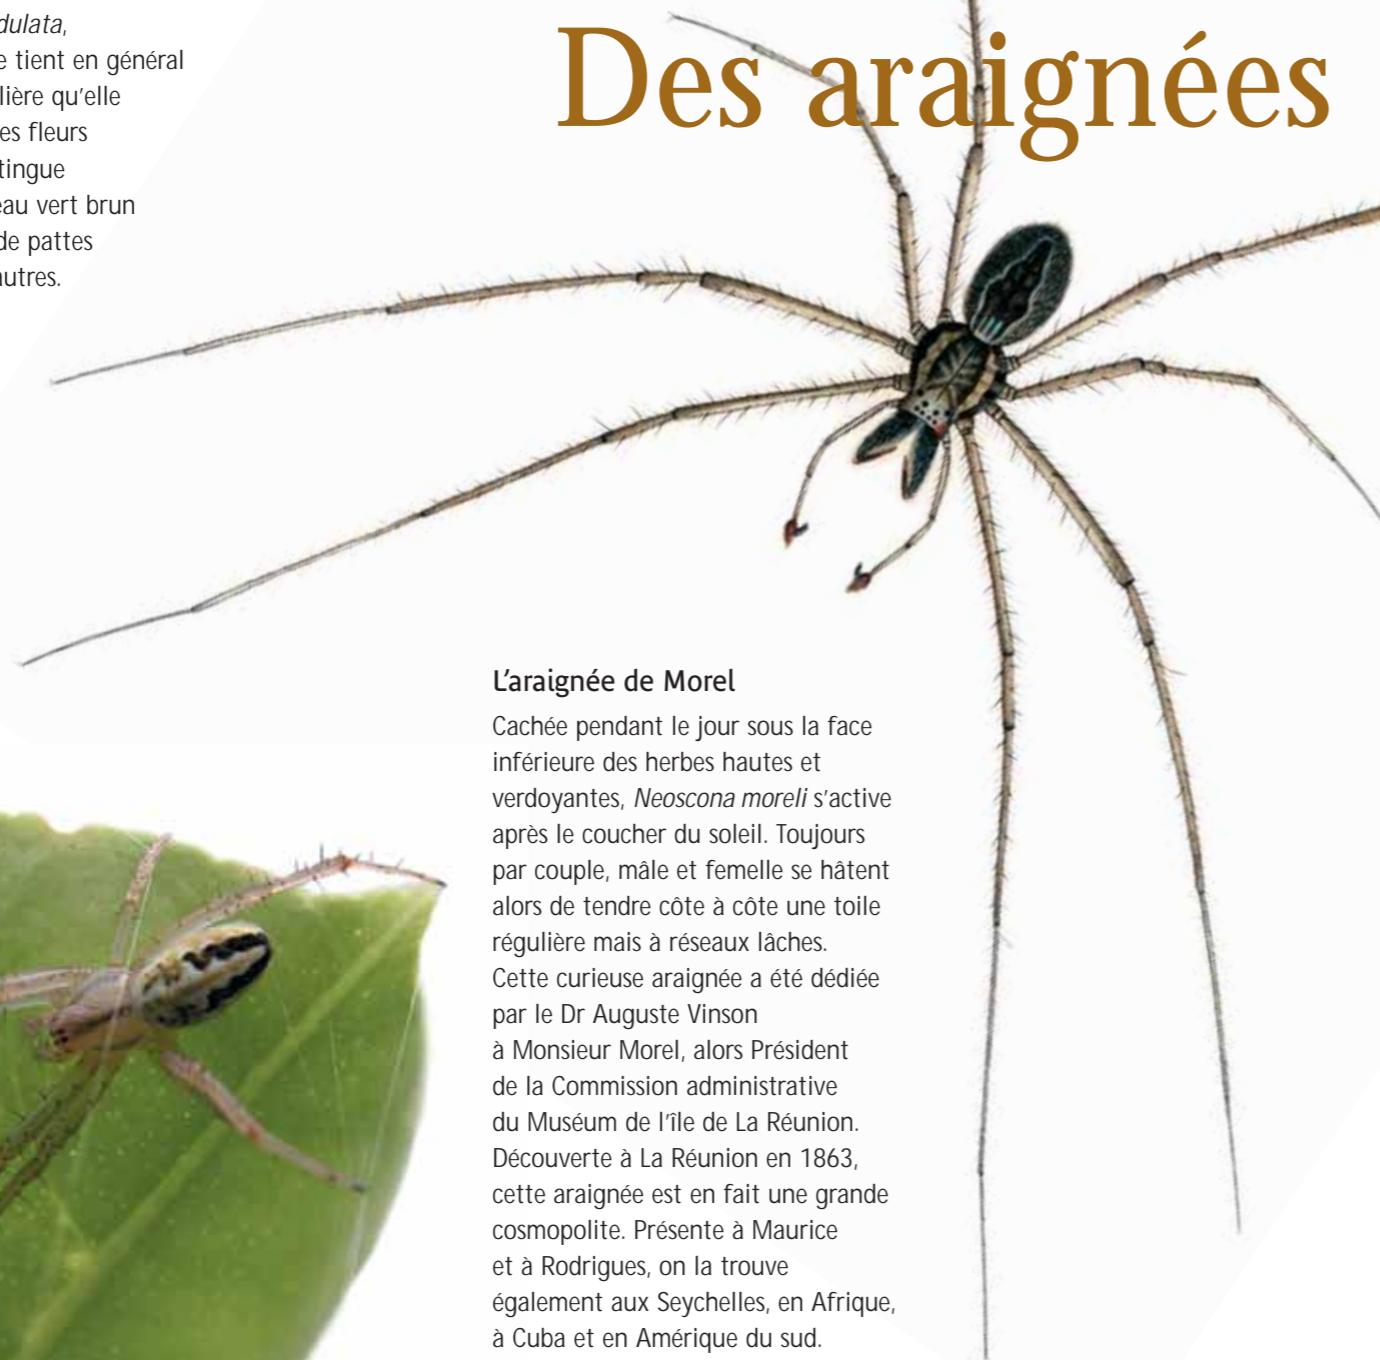 dulata,
e tient en général
lière qu'elle
es fleurs
tingue
eau vert brun
de pattes
autres.
Des araignées
L'araignée de Morel
Cachée pendant le jour sous la face
inférieure des herbes hautes et
verdoyantes, Neoscona moreli s'active
après le coucher du soleil. Toujours
par couple, mâle et femelle se hâtent
alors de tendre côte à côte une toile
régulière mais à réseaux lâches.
Cette curieuse araignée a été dédiée
par le Dr Auguste Vinson
à Monsieur Morel, alors Président
de la Commission administrative
du Muséum de l'île de La Réunion.
Découverte à La Réunion en 1863,
cette araignée est en fait une grande
cosmopolite. Présente à Maurice
et à Rodrigues, on la trouve
également aux Seychelles, en Afrique,
à Cuba et en Amérique du sud.